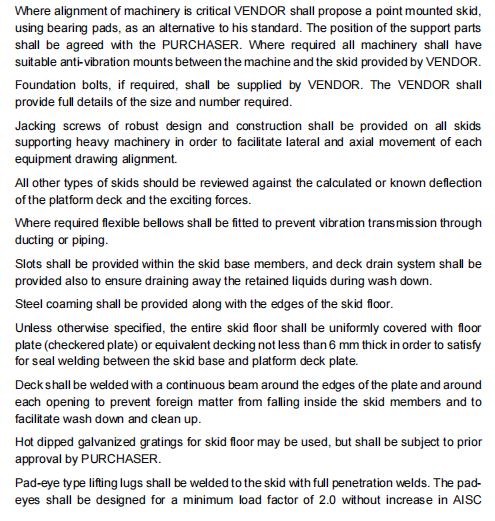 Where alignment of machinery is critical VENDOR shall propose a point mounted skid,
using bearing pads, as an alternative to his standard. The position of the support parts
shall be agreed with the PURCHASER. Where required all machinery shall have
suitable anti-vibration mounts between the machine and the skid provided by VENDOR.
Foundation bolts, if required, shall be supplied by VENDOR. The VENDOR shall
provide full details of the size and number required.
Jacking screws of robust design and construction shall be provided on all skids
supporting heavy machinery in order to facilitate lateral and axial movement of each
equipment drawing alignment.
All other types of skids should be reviewed against the calculated or known deflection
of the platform deck and the exciting forces.
Where required flexible bellows shall be fitted to prevent vibration transmission through
ducting or piping.
Slots shall be provided within the skid base members, and deck drain system shall be
provided also to ensure draining away the retained liquids during wash down.
Steel coaming shall be provided along with the edges of the skid floor.
Unless otherwise specified, the entire skid floor shall be uniformly covered with floor
plate (checkered plate) or equivalent decking not less than 6 mm thick in order to satisfy
for seal welding between the skid base and platform deck plate.
Deck shall be welded with a continuous beam around the edges of the plate and around
each opening to prevent foreign matter from falling inside the skid members and to
facilitate wash down and clean up.
Hot dipped galvanized gratings for skid floor may be used, but shall be subject to prior
approval by PURCHASER.
Pad-eye type lifting lugs shall be welded to the skid with full penetration welds. The pad-
eyes shall be designed for a minimum load factor of 2.0 without increase in AISC